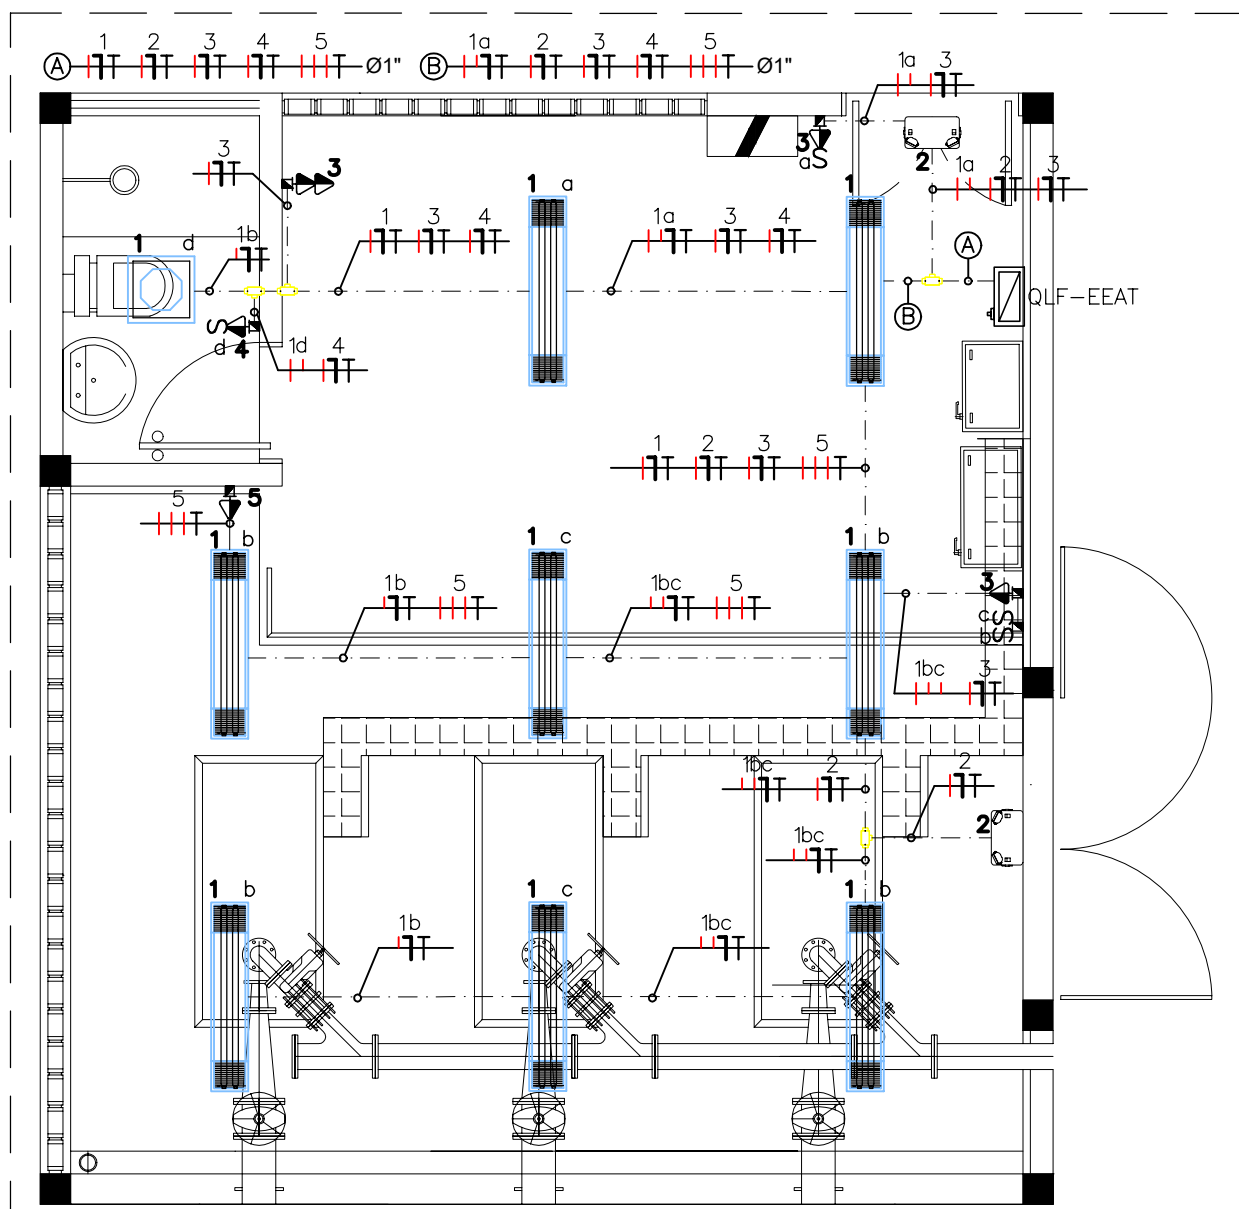 A 1 2 3 4 5 Ø1"
B 1a 2 3 4 5 Ø1"
1a 3
3
3
3
aS
2
1a 2 3
1 a
1
1 d
1b
1 3 4
1a 3 4
A
B
QLF-EEAT
S
d 4
1d 4
1 2 3 5
5
5
1 b
1 c
1 b
3
c S
b S
1b 5
1bc 5
1bc 3
1bc 2
2
2
1bc
1 b
1 c
1 b
1b
1bc